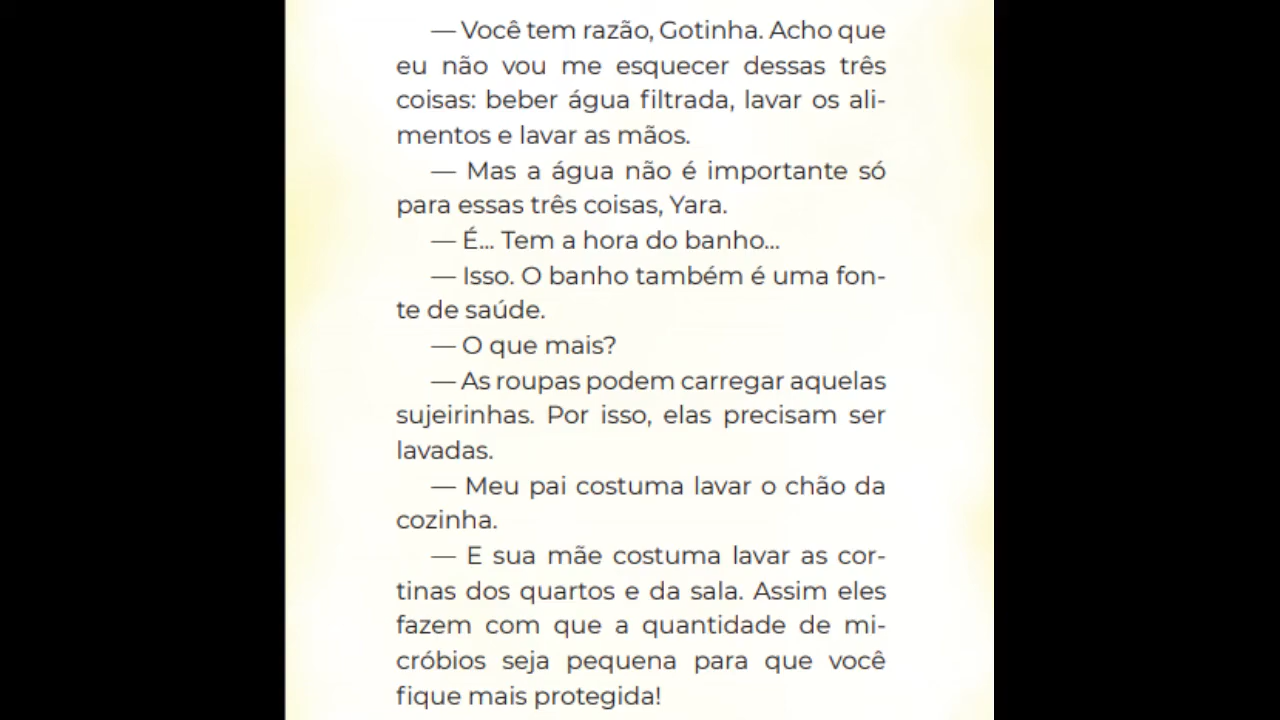 — Você tem razão, Gotinha. Acho que
eu não vou me esquecer dessas três
coisas: beber água filtrada, lavar os ali-
mentos e lavar as mãos.
— Mas a água não é importante só
para essas três coisas, Yara.
— É... Tem a hora do banho...
— Isso. O banho também é uma fon-
te de saúde.
— O que mais?
— As roupas podem carregar aquelas
sujeirinhas. Por isso, elas precisam ser
lavadas.
— Meu pai costuma lavar o chão da
cozinha.
— E sua mãe costuma lavar as cor-
tinas dos quartos e da sala. Assim eles
fazem com que a quantidade de mi-
cróbios seja pequena para que você
fique mais protegida!